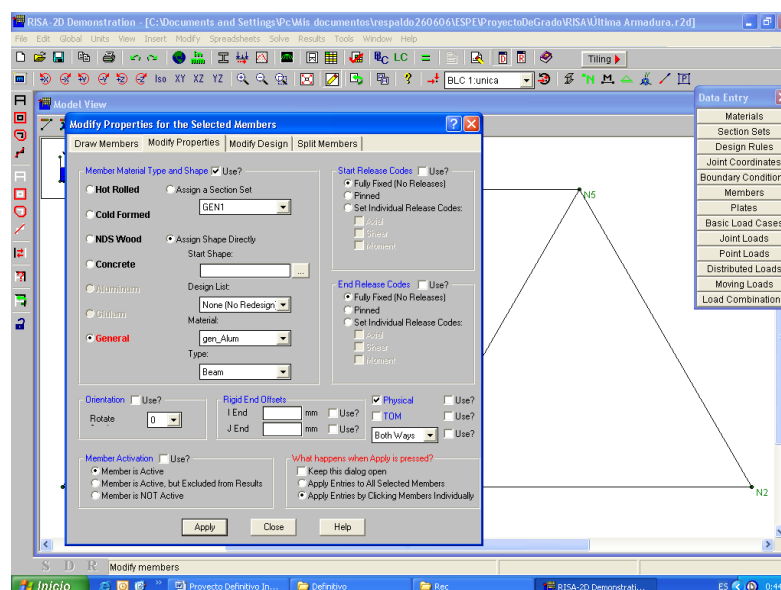 RISA-2D Demonstration - [C:\Documents and Settings\Pc\Mis documentos\respaldo260606\ESPE\ProyectoDeGrado\RISA\Última Armadura.r2d]
File Edit Global Units View Insert Modify Spreadsheets Solve Results Tools Window Help
BC LC = Tiling
Iso XY XZ YZ BLC 1:unica
Model View
Data Entry
Materials
Section Sets
Design Rules
Joint Coordinates
Boundary Condition
Members
Plates
Basic Load Cases
Joint Loads
Point Loads
Distributed Loads
Moving Loads
Load Combination
Modify Properties for the Selected Members
Draw Members Modify Properties Modify Design Split Members
Member Material Type and Shape Use?
Hot Rolled
Cold Formed
NDS Wood
Concrete
Aluminum
Glulam
General
Assign a Section Set
GEN1
Assign Shape Directly
Start Shape:
...
Design List:
None (No Redesign
Material:
gen_Alum
Type:
Beam
Start Release Codes Use?
Fully Fixed (No Releases)
Pinned
Set Individual Release Codes:
Axial
Shear
Moment
End Release Codes Use?
Fully Fixed (No Releases)
Pinned
Set Individual Release Codes:
Axial
Shear
Moment
Orientation Use?
Rotate 0
Rigid End Offsets
I End mm Use?
J End mm Use?
Physical Use?
TOM Use?
Both Ways Use?
Member Activation Use?
Member is Active
Member is Active, but Excluded from Results
Member is NOT Active
What happens when Apply is pressed?
Keep this dialog open
Apply Entries to All Selected Members
Apply Entries by Clicking Members Individually
Apply Close Help
N5
N2
S D R Modify members
Inicio Proyecto Definitivo In... Definitivo Rec RISA-2D Demonstrati... ES 0:44